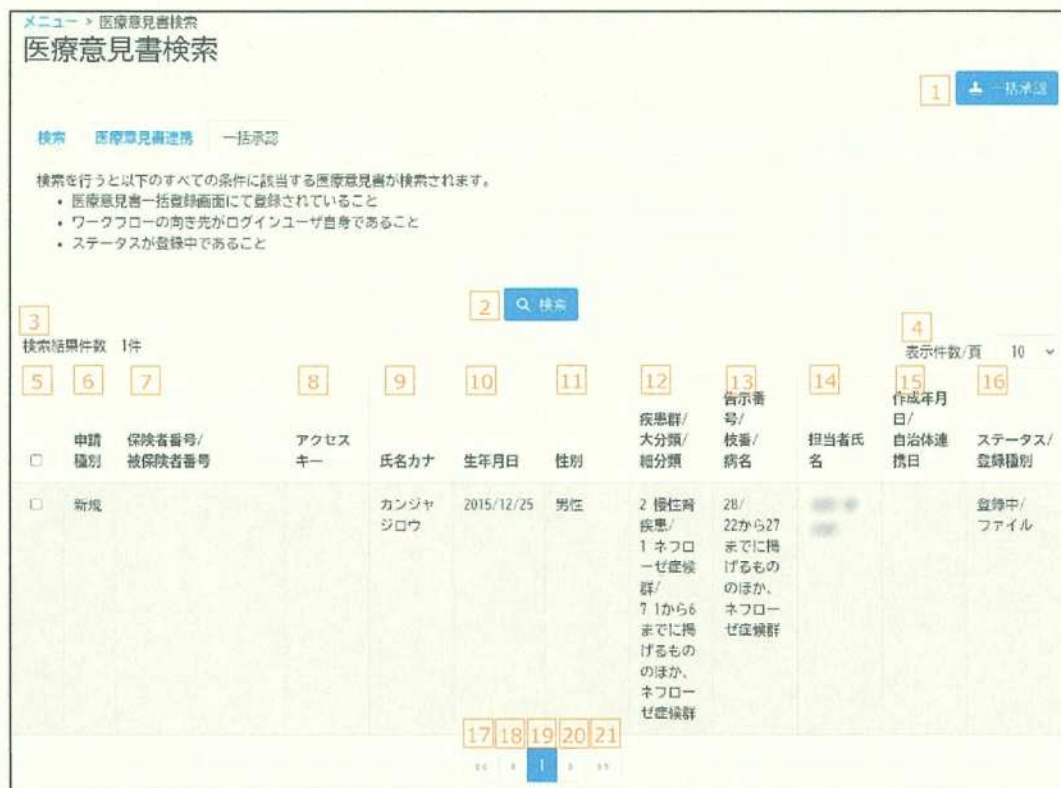 メニュー > 医療意見書検索
医療意見書検索
1 一括承認
検索 医療意見書連携 一括承認
検索を行うと以下のすべての条件に該当する医療意見書が検索されます。
• 医療意見書一括登録画面にて登録されていること
• ワークフローの向き先がログインユーザ自身であること
• ステータスが登録中であること
2 検索
3
検索結果件数 1件
4
表示件数/頁 10
5
6
申請
種別
7
保険者番号/
被保険者番号
8
アクセス
キー
9
氏名カナ
10
生年月日
11
性別
12
疾患群/
大分類/
細分類
13
告示番
号/
枝番/
病名
14
担当者氏
名
15
作成年月
日/
自治体連
携日
16
ステータス/
登録種別
新規
カンジャ
ジロウ
2015/12/25
男性
2 慢性腎
疾患/
1 ネフロ
ーゼ症候
群/
7 1から6
までに掲
げるもの
のほか、
ネフロー
ゼ症候群
28/
22から27
までに掲
げるもの
のほか、
ネフロー
ゼ症候群
登録中/
ファイル
17 18 19 20 21
<< < 1 > >>